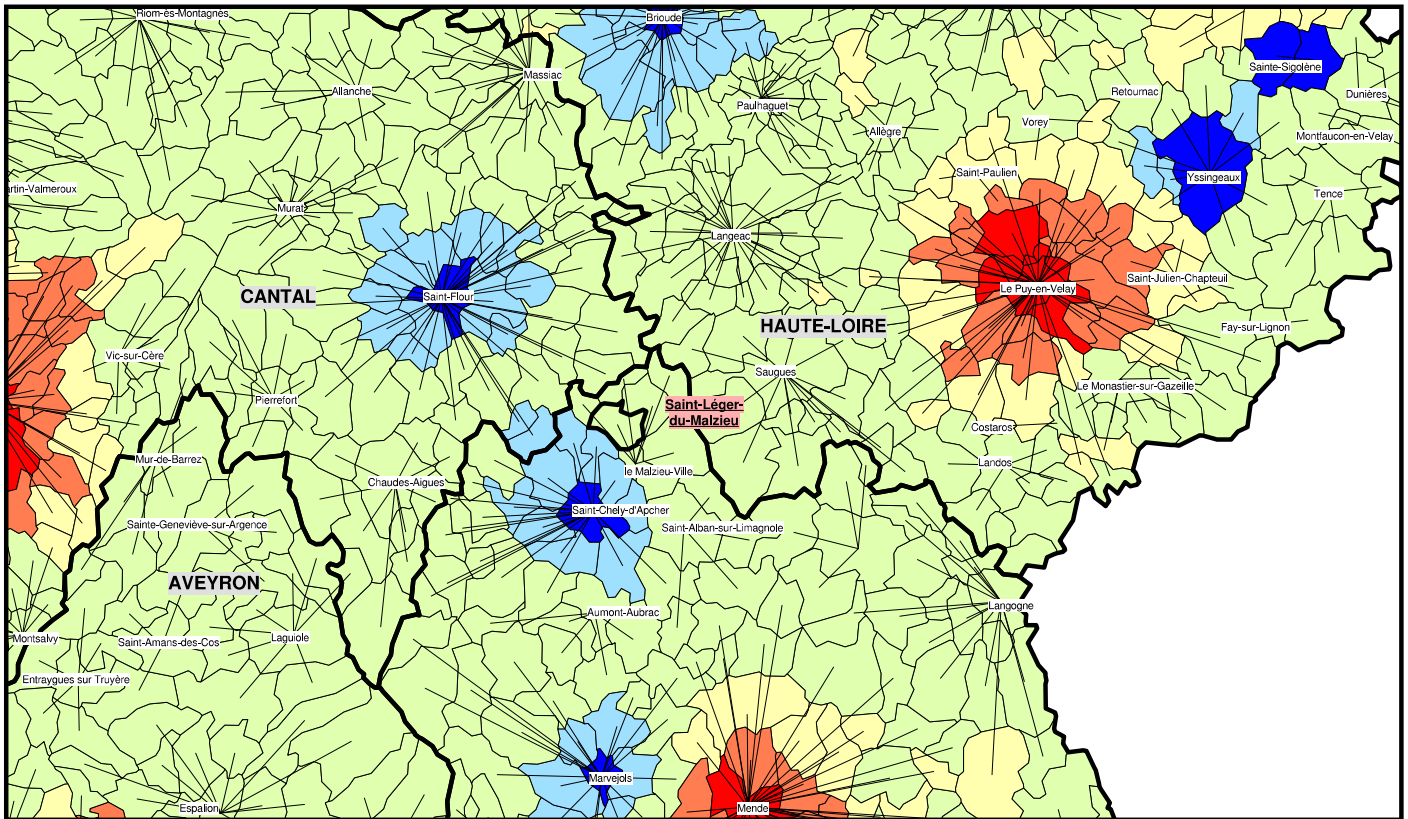 Riom-ès-Montagnes
Brioude
Massiac
Sainte-Sigolène
Allanche
Retournac
Dunières
Paulhaguet
Vorey
Allègre
Montfaucon-en-Velay
Saint-Paulien
Yssingeaux
artin-Valmeroux
Tence
Murat
Langeac
Saint-Julien-Chapteuil
Le Puy-en-Velay
CANTAL
Saint-Flour
HAUTE-LOIRE
Fay-sur-Lignon
Vic-sur-Cère
Saugues
Le Monastier-sur-Gazeille
Pierrefort
Saint-Léger-
du-Malzieu
Costaros
Mur-de-Barrez
Landos
le Malzieu-Ville
Chaudes-Aigues
Saint-Chely-d'Apcher
Sainte-Geneviève-sur-Argence
Saint-Alban-sur-Limagnole
AVEYRON
Langogne
Aumont-Aubrac
Montsalvy
Saint-Amans-des-Cos
Laguiole
Entraygues sur Truyère
Marvejols
Espalion
Mende